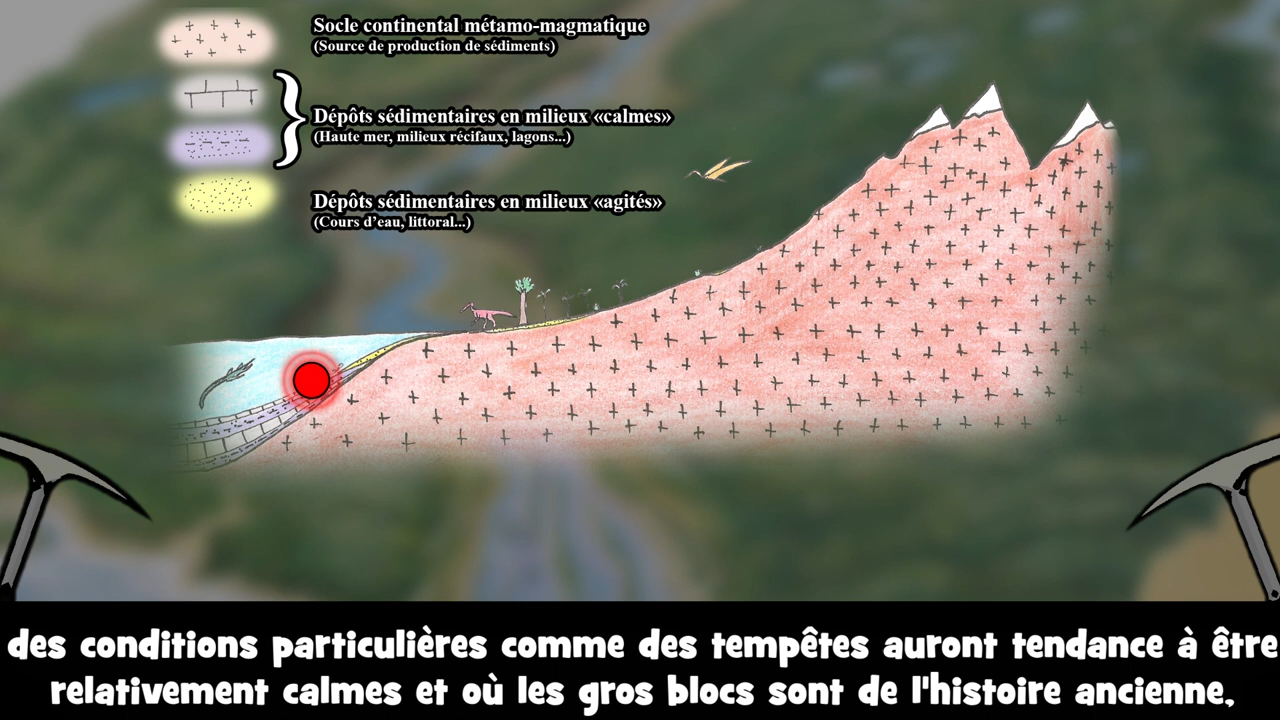 Socle continental métamo-magmatique
(Source de production de sédiments)
Dépôts sédimentaires en milieux «calmes»
(Haute mer, milieux récifaux, lagons...)
Dépôts sédimentaires en milieux «agités»
(Cours d'eau, littoral...)
des conditions particulières comme des tempêtes auront tendance à être
relativement calmes et où les gros blocs sont de l'histoire ancienne,